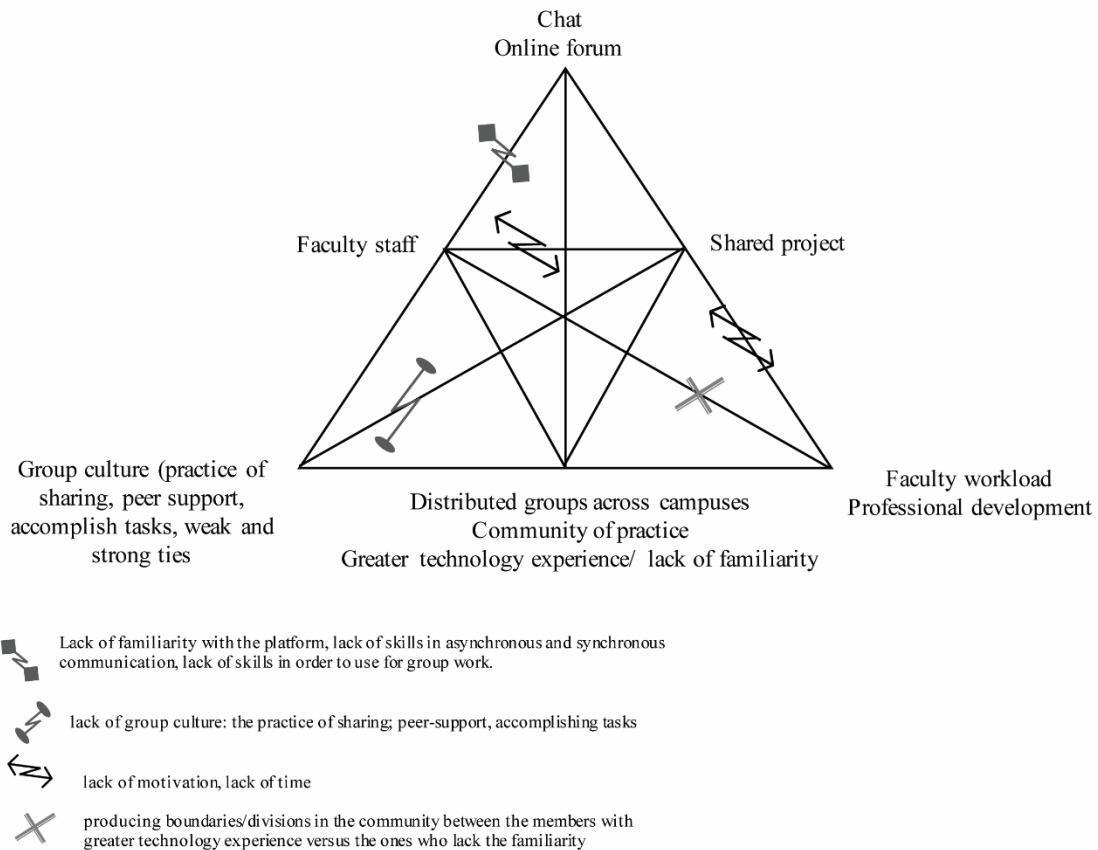 Chat
Online forum
Faculty staff
Shared project
Group culture (practice of
sharing, peer support,
accomplish tasks, weak and
strong ties
Distributed groups across campuses
Community of practice
Greater technology experience/ lack of familiarity
Faculty workload
Professional development
Lack of familiarity with the platform, lack of skills in asynchronous and synchronous
communication, lack of skills in order to use for group work.
lack of group culture: the practice of sharing; peer-support, accomplishing tasks
lack of motivation, lack of time
producing boundaries/divisions in the community between the members with
greater technology experience versus the ones who lack the familiarity